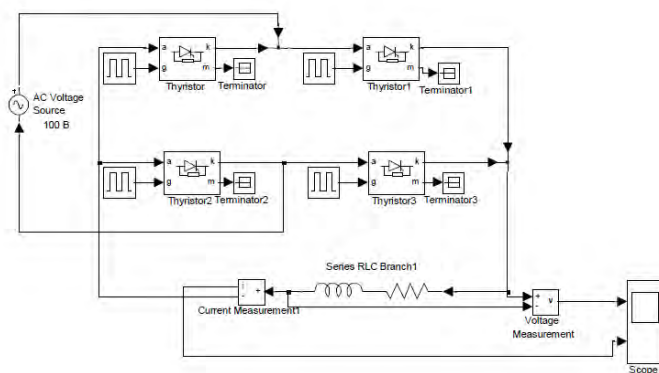 a
k
g
m
Thyristor
Terminator
a
k
g
m
Thyristor1
Terminator1
+
AC Voltage
Source
100 В
a
k
g
m
Thyristor2
Terminator2
a
k
g
m
Thyristor3
Terminator3
Series RLC Branch1
i
-
+
Current Measurement1
+
-
v
Voltage
Measurement
Scope